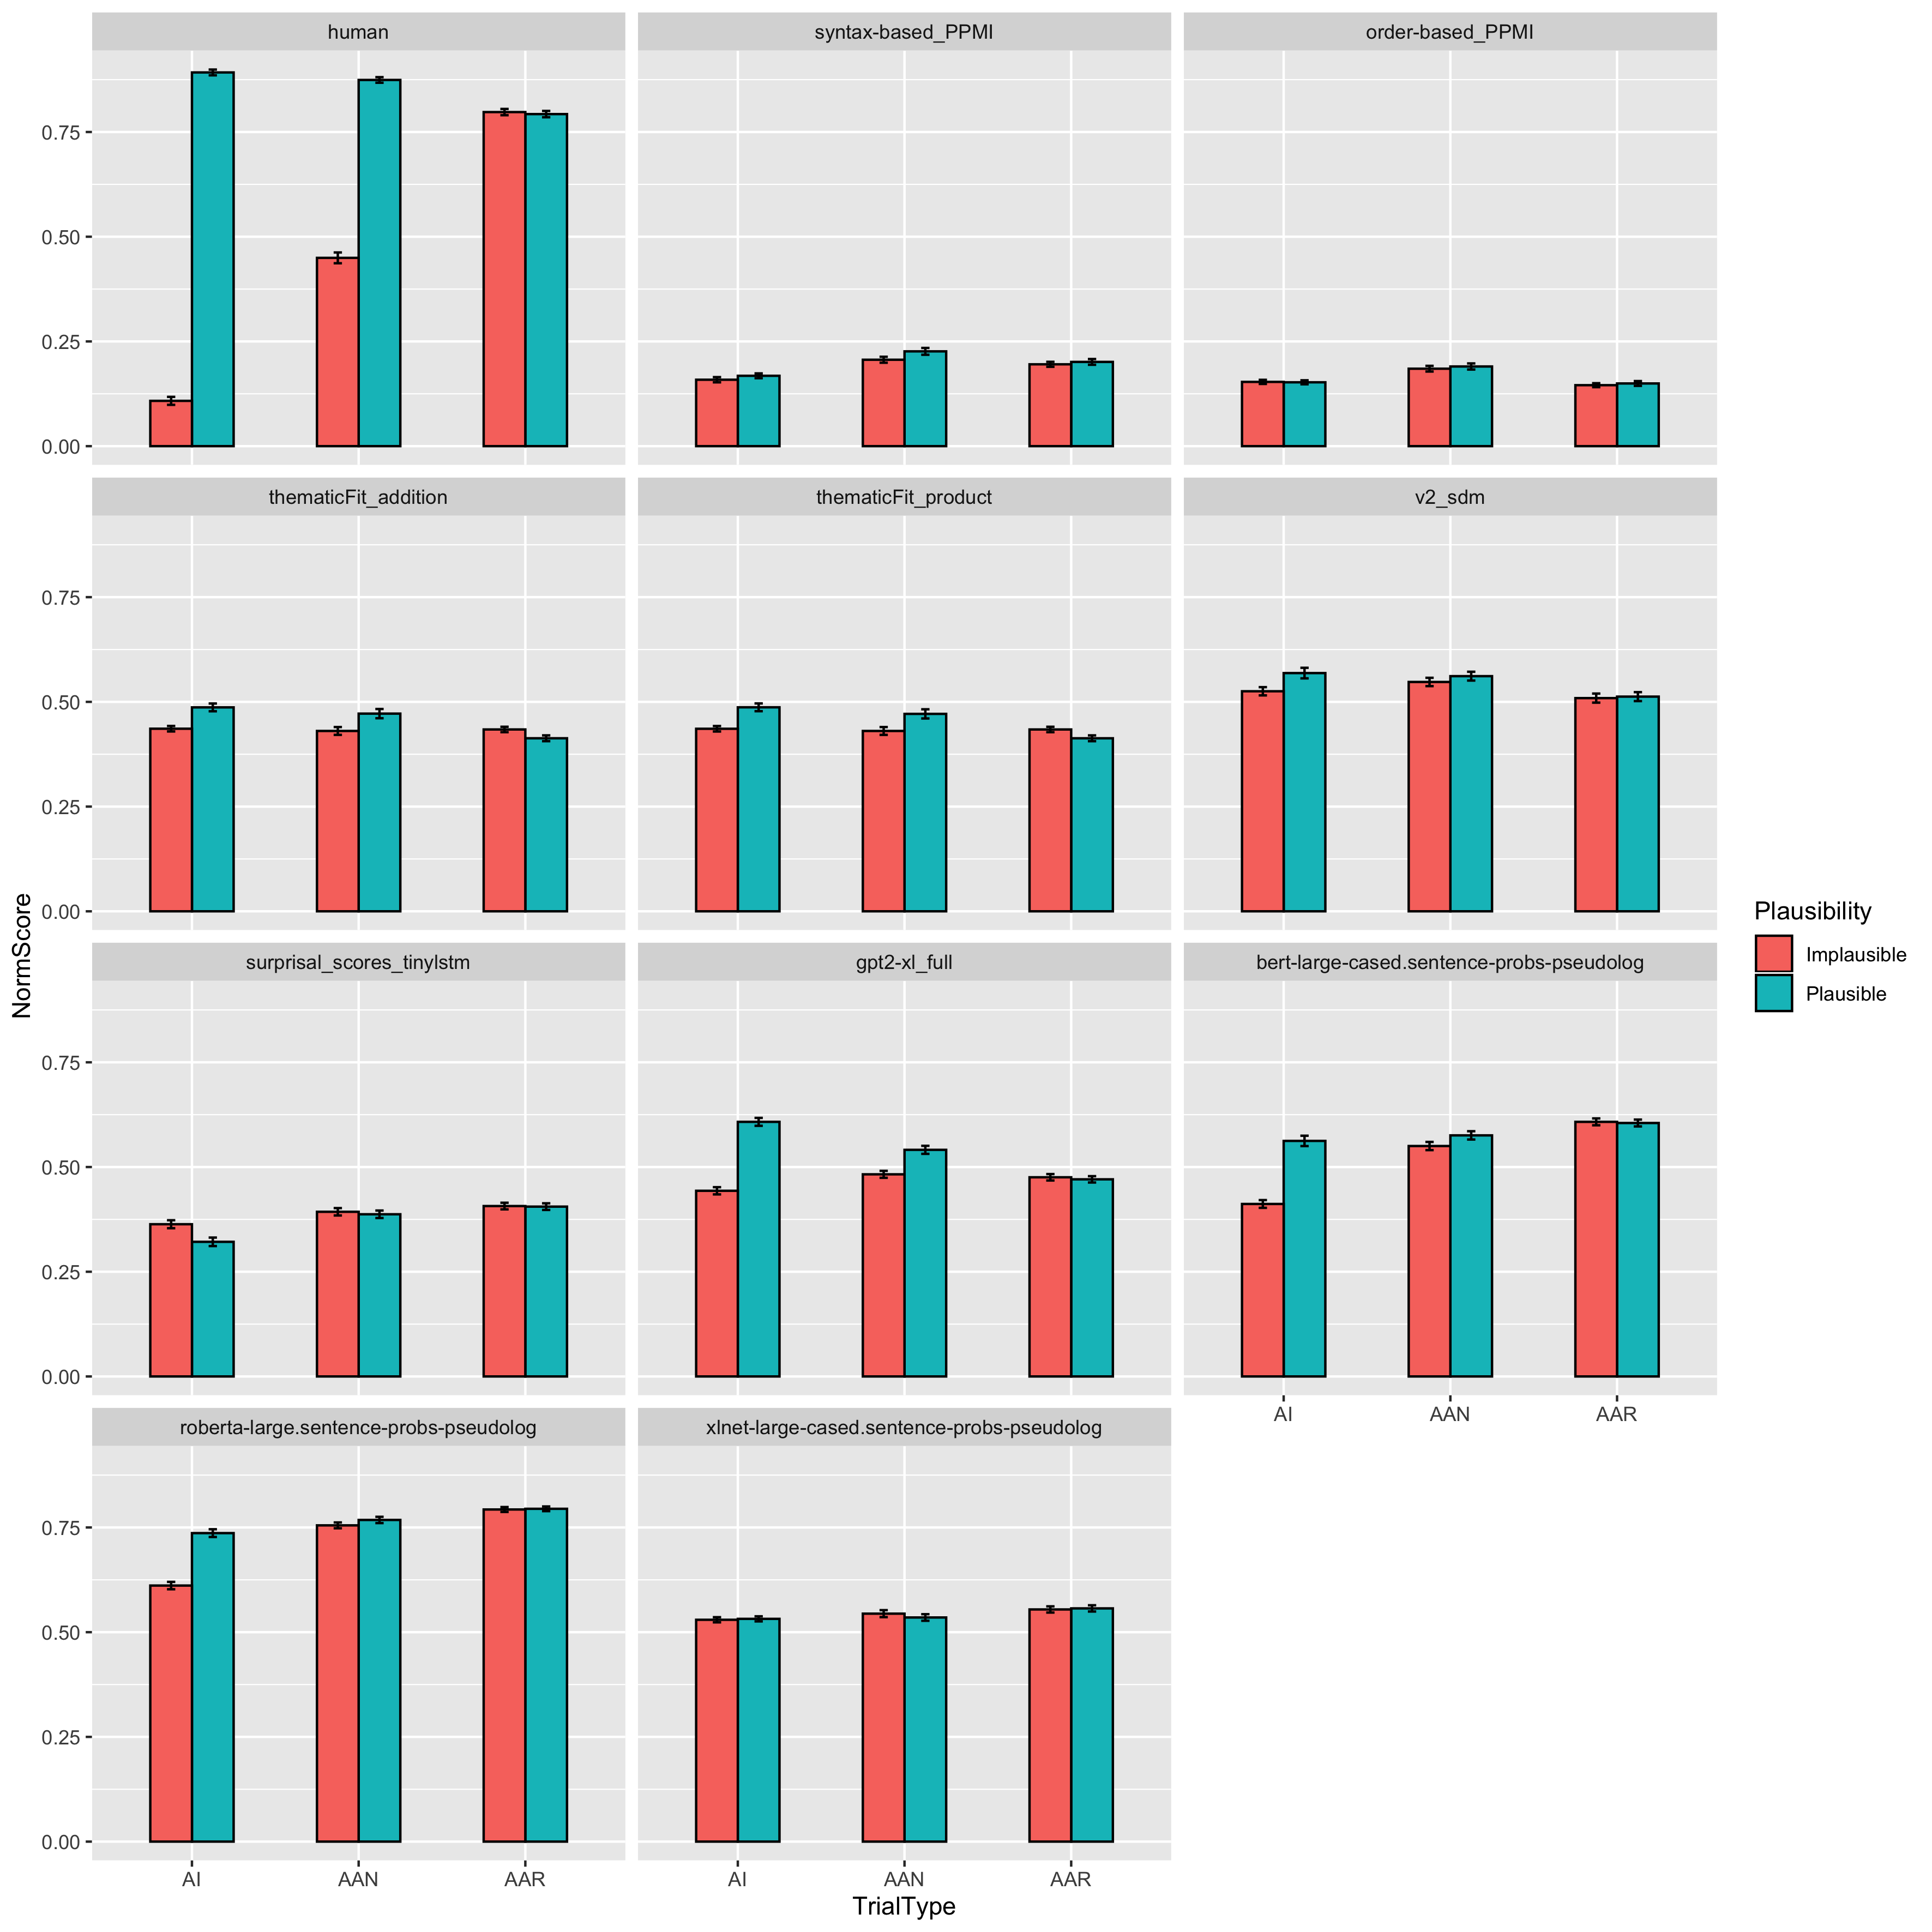 human
syntax-based_PPMI
order-based_PPMI
0.75
0.50
0.25
0.00
thematicFit_addition
thematicFit_product
v2_sdm
0.75
0.50
0.25
0.00
surprisal_scores_tinylstm
gpt2-xl_full
bert-large-cased.sentence-probs-pseudolog
0.75
0.50
0.25
0.00
AI AAN AAR
roberta-large.sentence-probs-pseudolog
xlnet-large-cased.sentence-probs-pseudolog
0.75
0.50
0.25
0.00
AI AAN AAR
AI AAN AAR
TrialType
NormScore
Plausibility
Implausible
Plausible